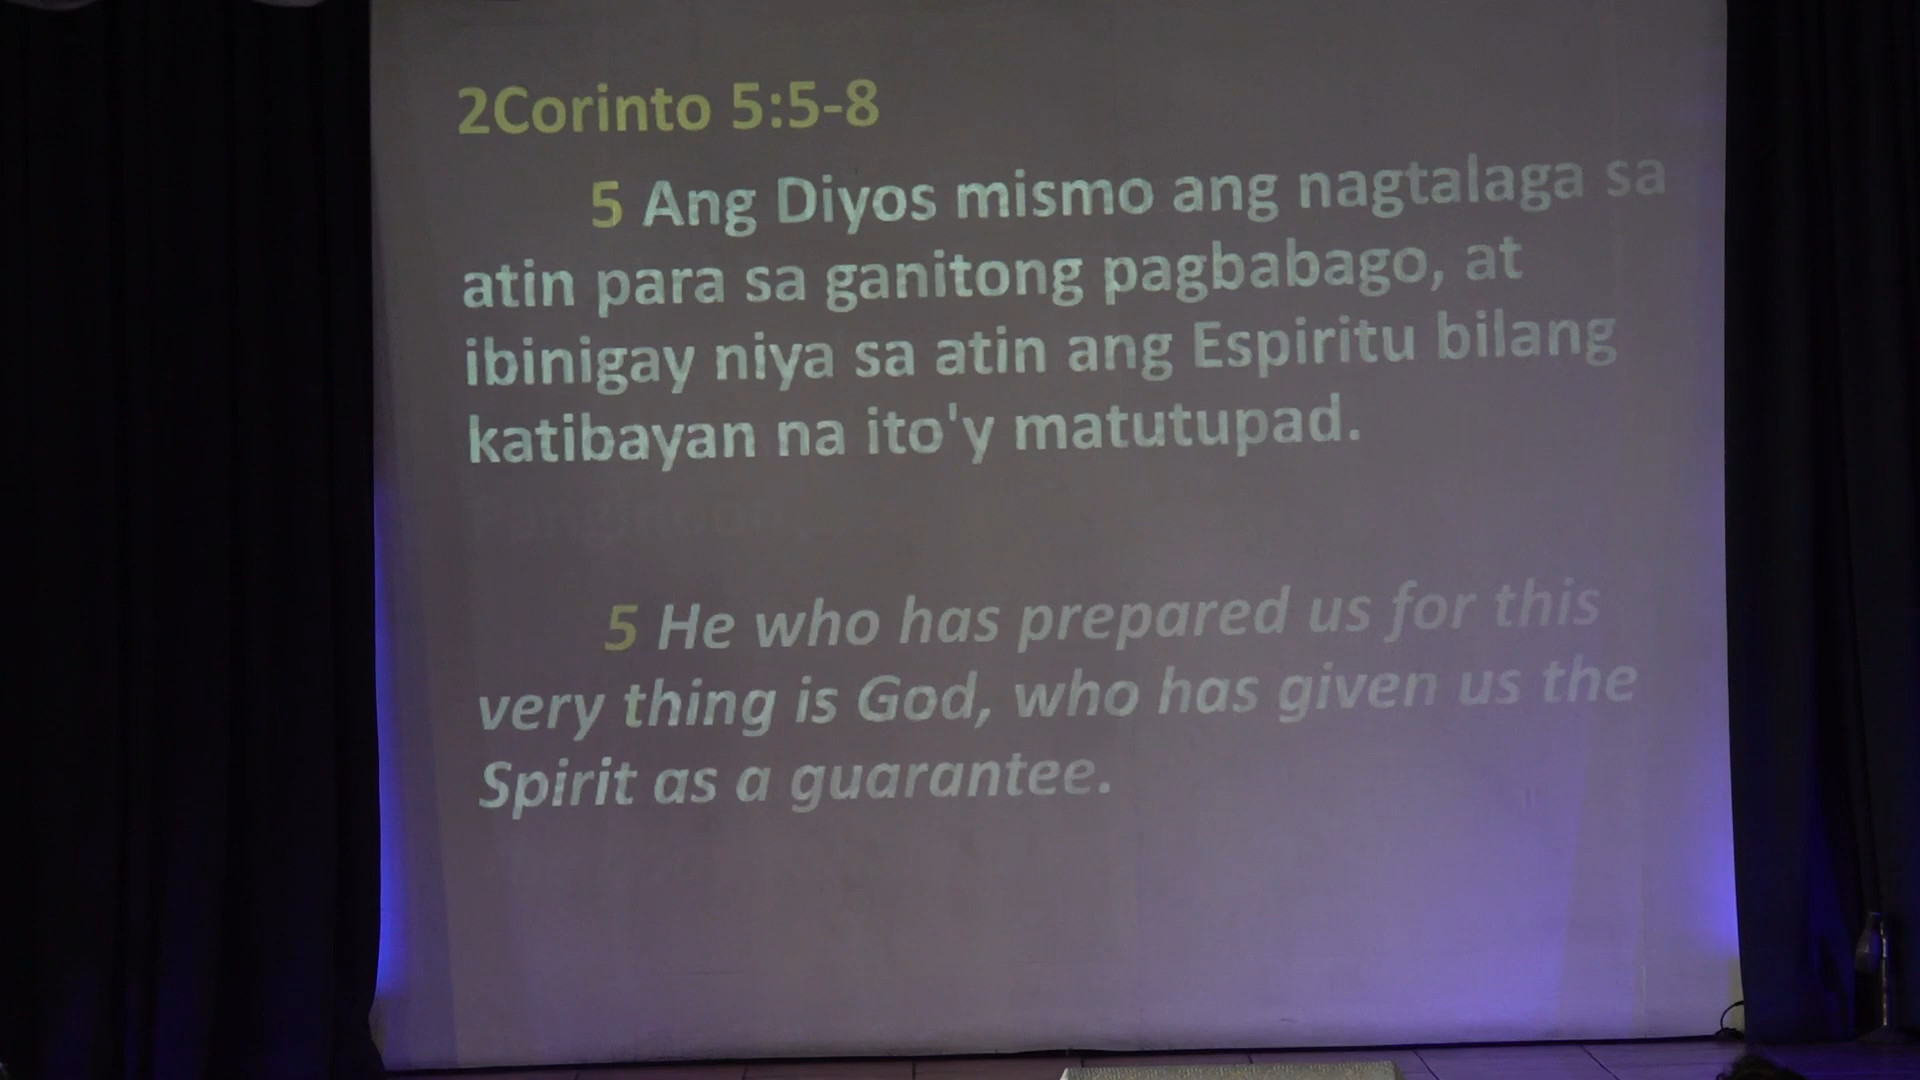 2Corinto 5:5-8
5 Ang Diyos mismo ang nagtalaga sa
atin para sa ganitong pagbabago, at
ibinigay niya sa atin ang Espiritu bilang
katibayan na ito'y matutupad.
5 He who has prepared us for this
very thing is God, who has given us the
Spirit as a guarantee.